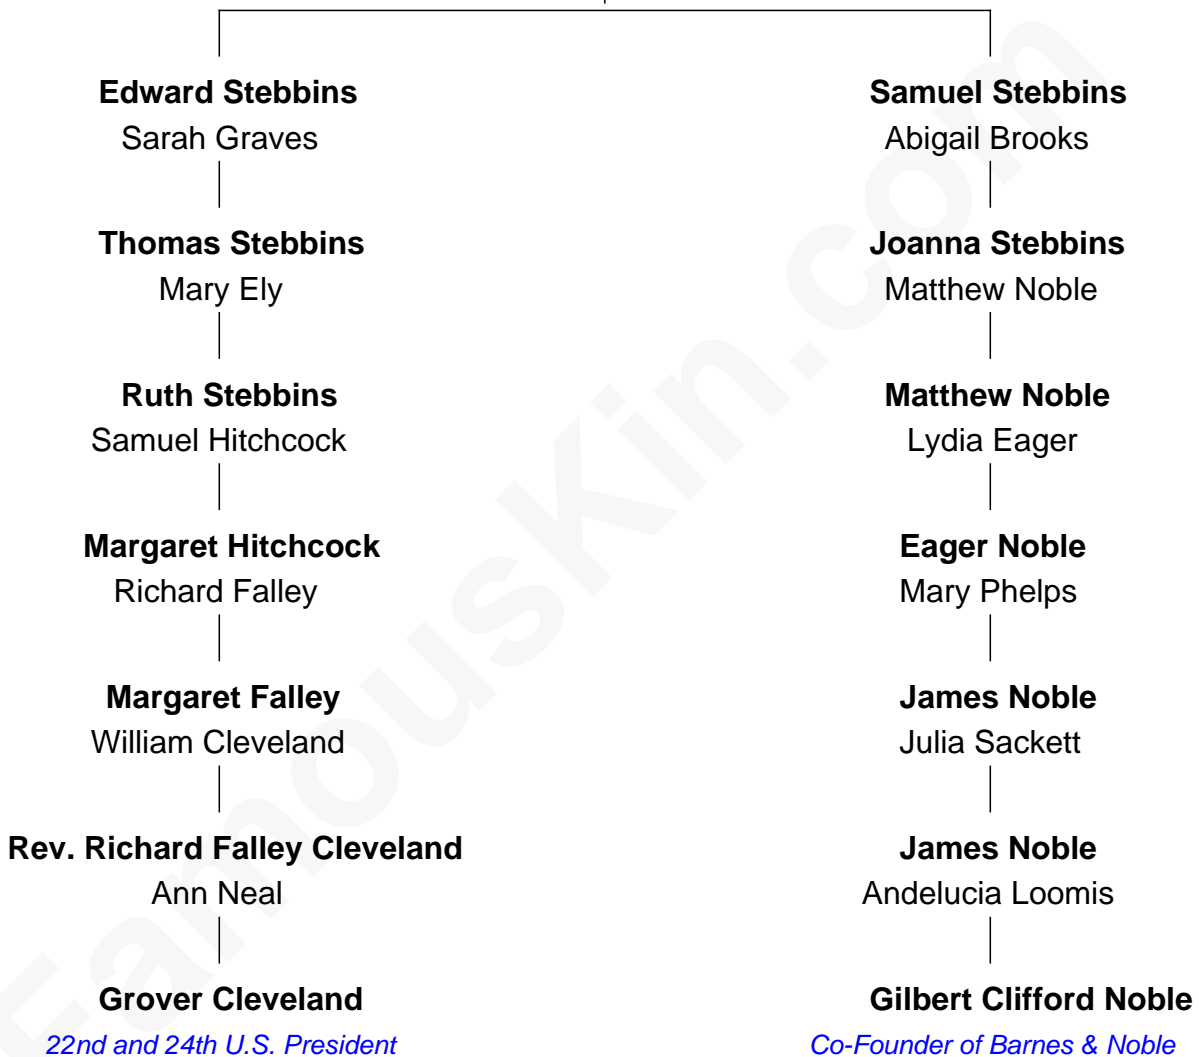 Edward Stebbins
Sarah Graves
Thomas Stebbins
Mary Ely
Ruth Stebbins
Samuel Hitchcock
Margaret Hitchcock
Richard Falley
Margaret Falley
William Cleveland
Rev. Richard Falley Cleveland
Ann Neal
Grover Cleveland
22nd and 24th U.S. President
Samuel Stebbins
Abigail Brooks
Joanna Stebbins
Matthew Noble
Matthew Noble
Lydia Eager
Eager Noble
Mary Phelps
James Noble
Julia Sackett
James Noble
Andelucia Loomis
Gilbert Clifford Noble
Co-Founder of Barnes & Noble
FamousKin.com